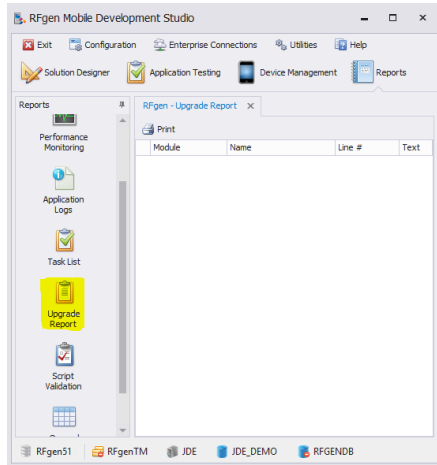 RFgen Mobile Development Studio
Exit Configuration Enterprise Connections Utilities Help
Solution Designer Application Testing Device Management Reports
Reports
RFgen - Upgrade Report
Print
Module Name Line # Text
Performance
Monitoring
Application
Logs
Task List
Upgrade
Report
Script
Validation
RFgen51 RFgenTM JDE JDE_DEMO RFGENDB